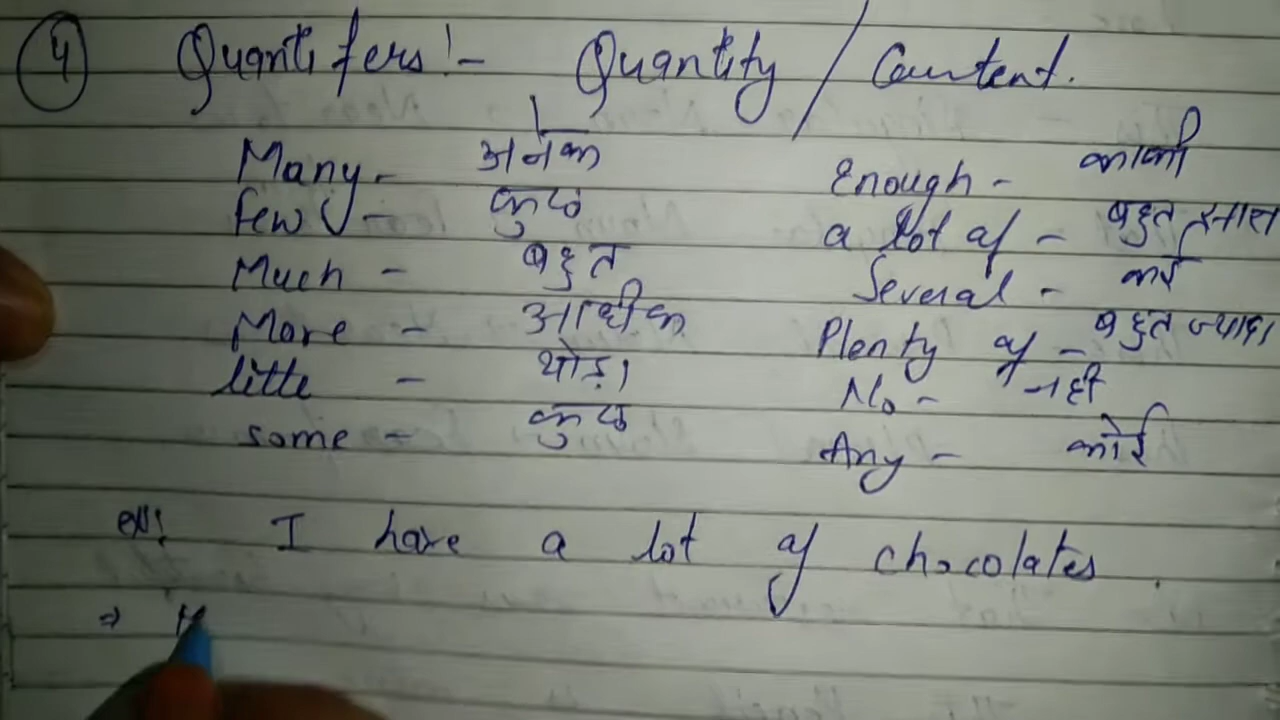 4 Quantifers:- Quantity / Countent.
Many - अनेक
few - कुछ
Much - बहुत
More - अधीक
little - थोड़ा
some - कुछ
Enough - काफी
a lot of - बहुत
Several - कई
Plenty of - बहुत ज्यादा
No - नही
Any - कोई
ex: I have a lot of chocolates.
⇒